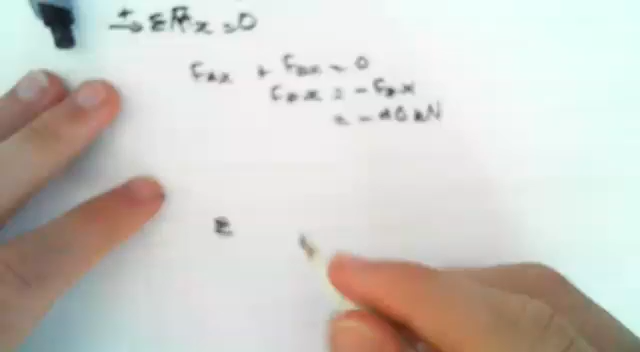 →⁺ ΣFx = 0
FAx + FBx = 0
FBx = -FAx
= -40 kN
Σ